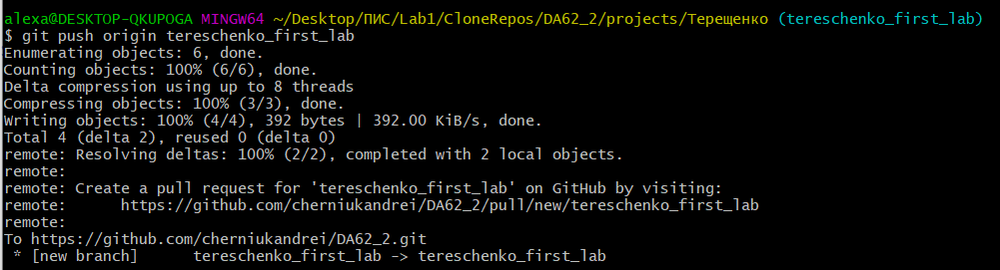 alexa@DESKTOP-QKUPOGA MINGW64 ~/Desktop/ПИС/Lab1/CloneRepos/DA62_2/projects/Терещенко (tereschenko_first_lab)
$ git push origin tereschenko_first_lab
Enumerating objects: 6, done.
Counting objects: 100% (6/6), done.
Delta compression using up to 8 threads
Compressing objects: 100% (3/3), done.
Writing objects: 100% (4/4), 392 bytes | 392.00 KiB/s, done.
Total 4 (delta 2), reused 0 (delta 0)
remote: Resolving deltas: 100% (2/2), completed with 2 local objects.
remote:
remote: Create a pull request for 'tereschenko_first_lab' on GitHub by visiting:
remote:      https://github.com/cherniukandrei/DA62_2/pull/new/tereschenko_first_lab
remote:
To https://github.com/cherniukandrei/DA62_2.git
 * [new branch]      tereschenko_first_lab -> tereschenko_first_lab